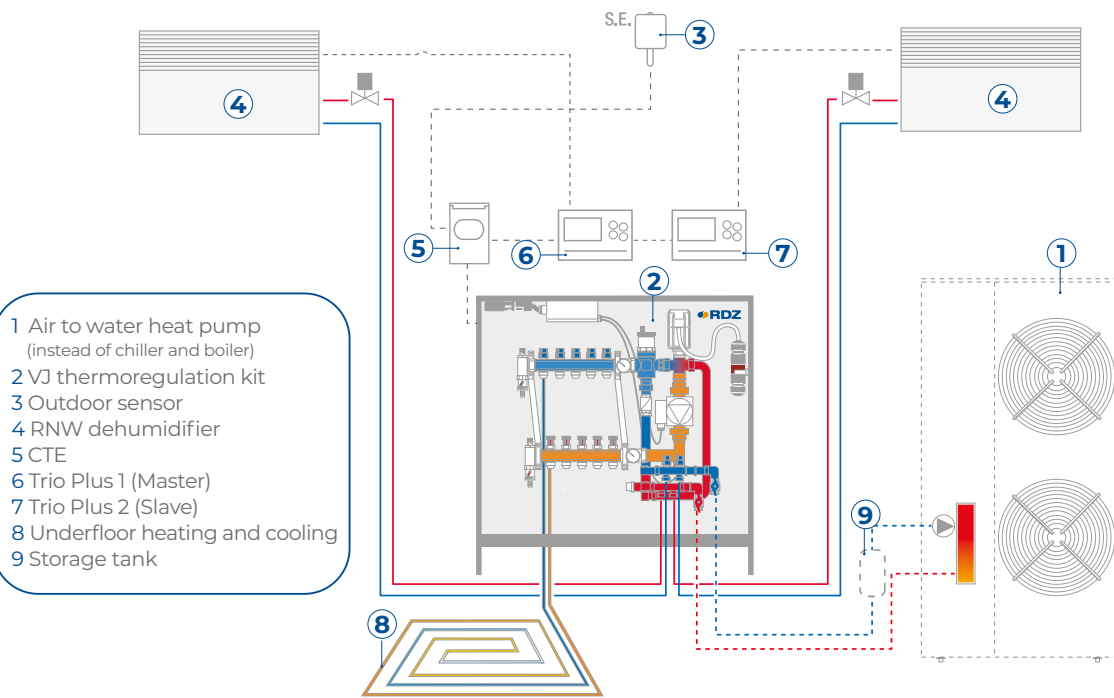 S.E.
3
4
4
5
6
7
1
2
RDZ
1 Air to water heat pump
(instead of chiller and boiler)
2 VJ thermoregulation kit
3 Outdoor sensor
4 RNW dehumidifier
5 CTE
6 Trio Plus 1 (Master)
7 Trio Plus 2 (Slave)
8 Underfloor heating and cooling
9 Storage tank
9
8